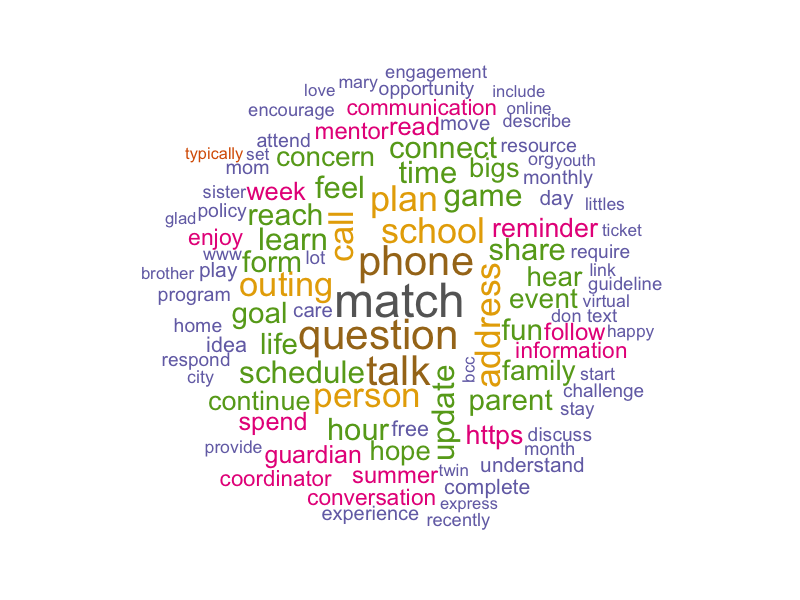 engagement
love mary opportunity include
encourage communication online
mentor read move describe
attend connect resource
typically set concern time bigs org youth
mom monthly
sister week feel plan game day littles
glad policy reach call school reminder ticket
enjoy learn share require
www form lot phone hear link
brother play outing address guideline
program care match event virtual
goal don text
home question fun follow happy
idea life information
respond schedule talk bcc family start
city challenge
continue person parent stay
spend hour free update https discuss
provide guardian hope month
coordinator summer twin understand
conversation complete
experience express
recently